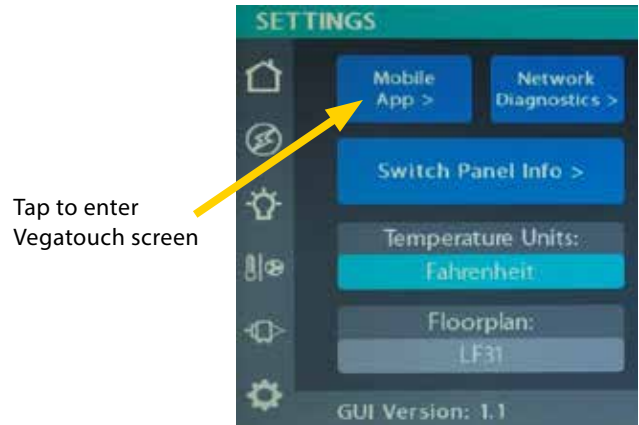 SETTINGS
Mobile
App >
Network
Diagnostics >
Switch Panel Info >
Tap to enter
Vegatouch screen
Temperature Units:
Fahrenheit
Floorplan:
LF31
GUI Version: 1.1